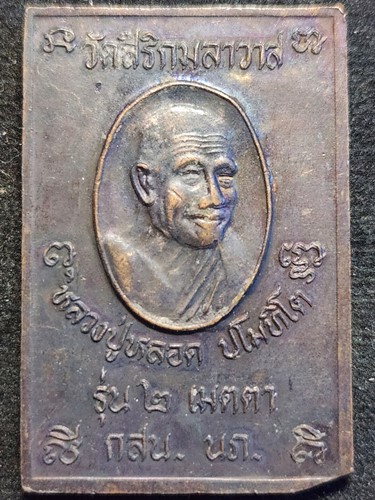 วัดสิริกมลาวาส
หลวงปู่หลอด ปโมทิโต
รุ่น ๒ เมตตา
กสน. นภ.